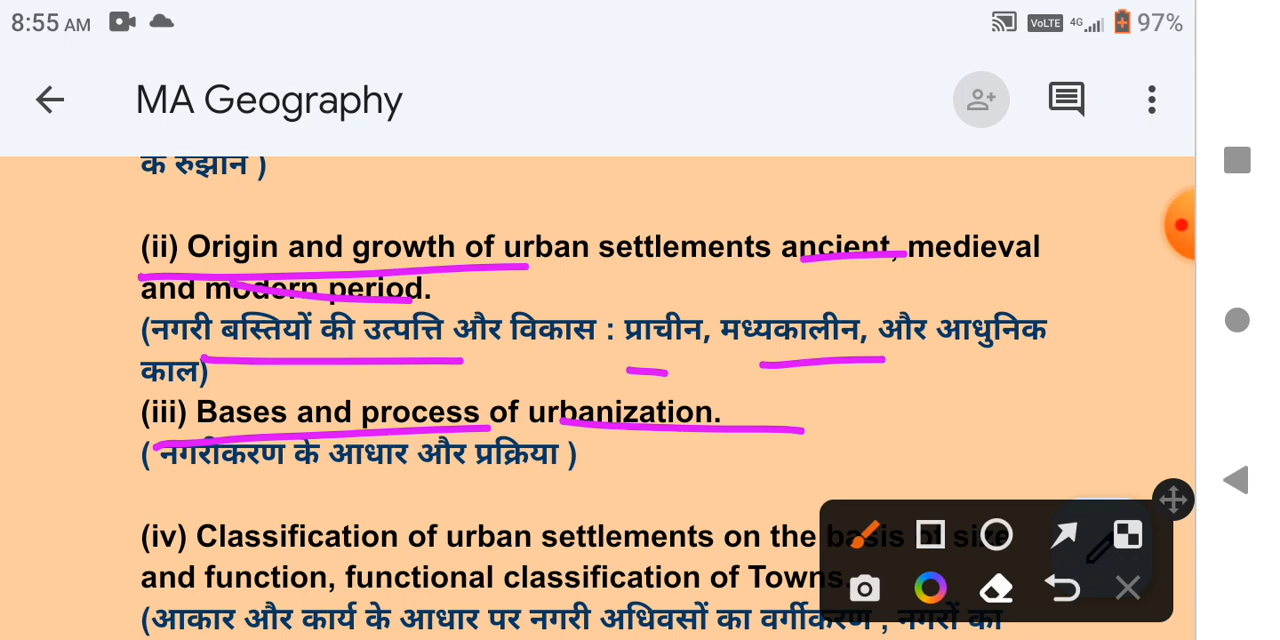 8:55 AM
VoLTE 4G 97%
MA Geography
के रुझान )
(ii) Origin and growth of urban settlements ancient, medieval
and modern period.
(नगरी बस्तियों की उत्पत्ति और विकास : प्राचीन, मध्यकालीन, और आधुनिक
काल)
(iii) Bases and process of urbanization.
( नगरीकरण के आधार और प्रक्रिया )
(iv) Classification of urban settlements on the basis of size
and function, functional classification of Towns.
(आकार और कार्य के आधार पर नगरी अधिवसों का वर्गीकरण , नगरों का